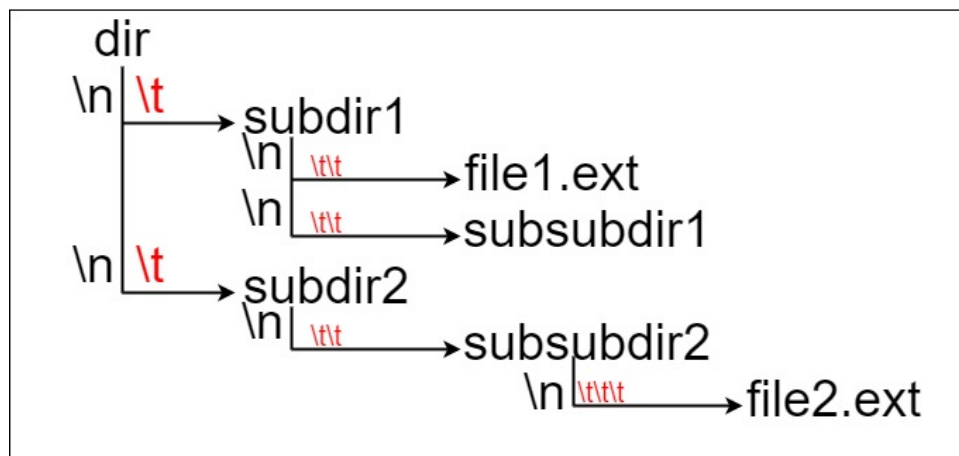 dir
\n \t subdir1
\n \t\t file1.ext
\n \t\t subsubdir1
\n \t subdir2
\n \t\t subsubdir2
\n \t\t\t file2.ext